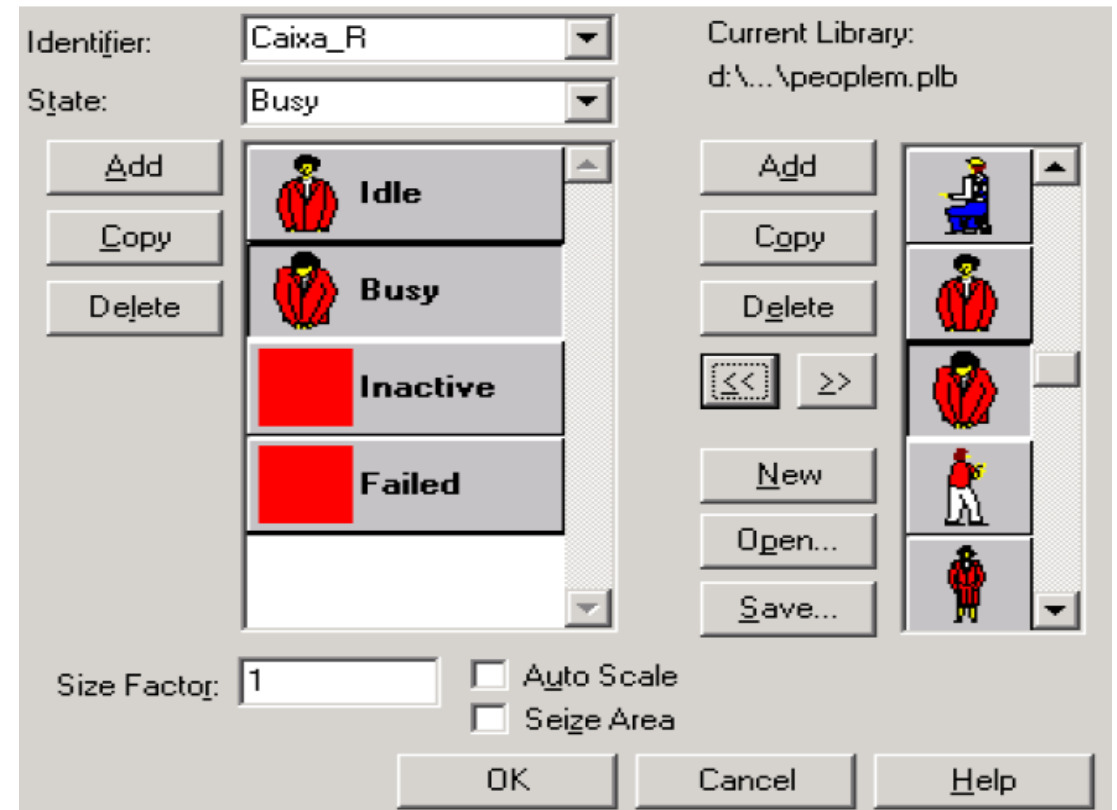 Identifier:
Caixa_R
State:
Busy
Add
Copy
Delete
Idle
Busy
Inactive
Failed
Current Library:
d:\...\peoplem.plb
Add
Copy
Delete
<<
>>
New
Open...
Save...
Size Factor:
1
Auto Scale
Seize Area
OK
Cancel
Help